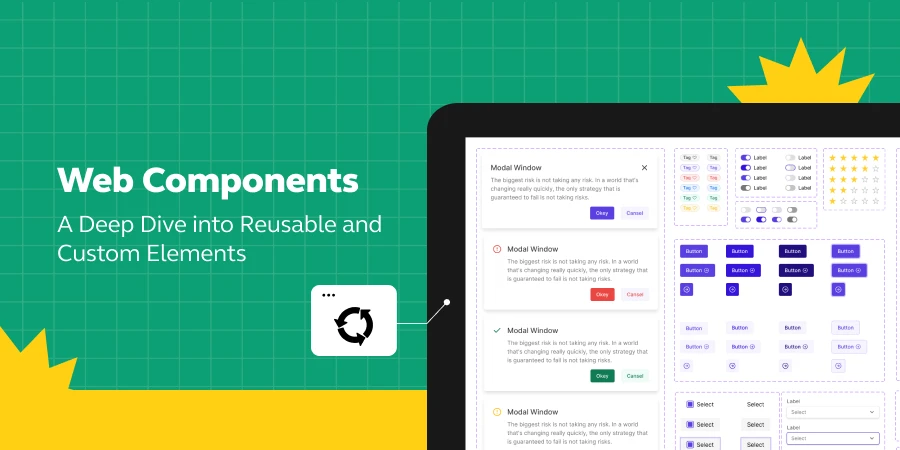 Web Components
A Deep Dive into Reusable and
Custom Elements
Modal Window
The biggest risk is not taking any risk. In a world that's
changing really quickly, the only strategy that is
guaranteed to fail is not taking risks.
Okey
Cansel
Modal Window
The biggest risk is not taking any risk. In a world
that's changing really quickly, the only strategy
that is guaranteed to fail is not taking risks.
Okey
Cansel
Modal Window
The biggest risk is not taking any risk. In a world
that's changing really quickly, the only strategy
that is guaranteed to fail is not taking risks.
Okey
Cansel
Modal Window
The biggest risk is not taking any risk. In a world
that's changing really quickly, the only strategy
that is guaranteed to fail is not taking risks.
Tag Tag
Tag Tag
Tag Tag
Tag Tag
Tag Tag
Tag Tag
Label Label
Label Label
Label Label
Label Label
Button Button Button Button
Button Button Button Button
Button Button Button Button
Button Button Button Button
Select Select
Select Select
Select Select
Label
Select
Label
Select